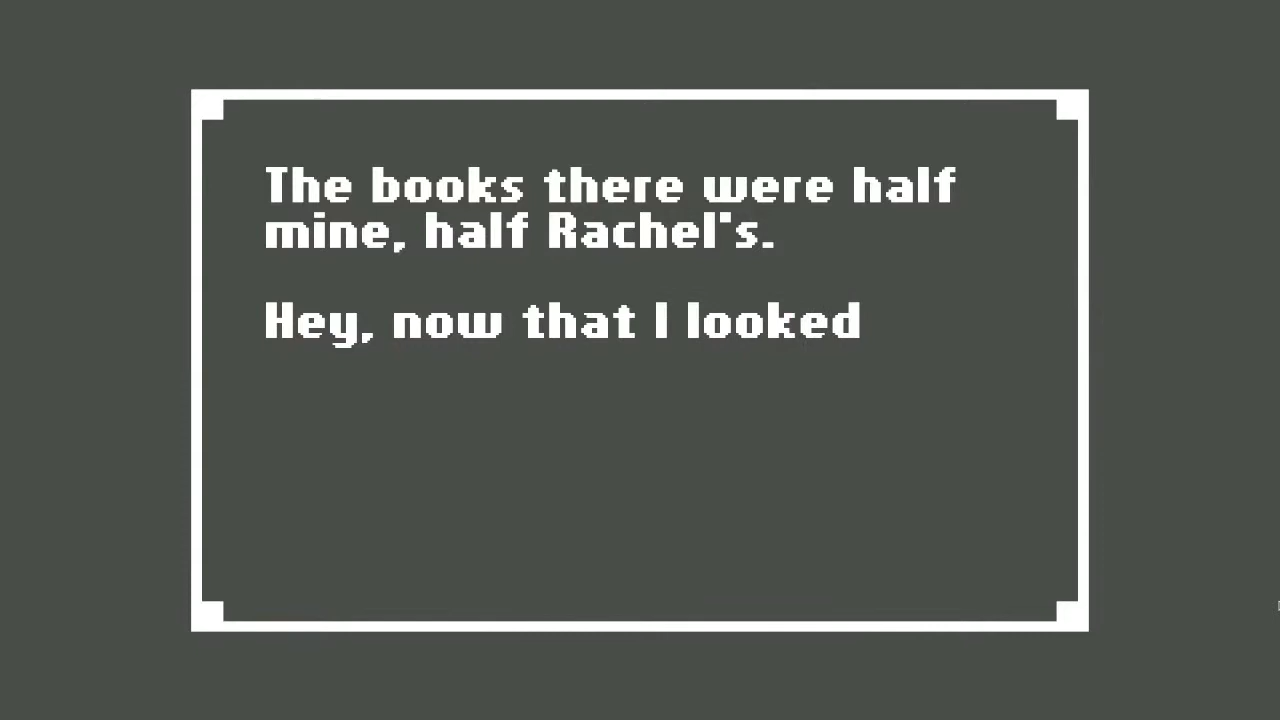 The books there were half
mine, half Rachel's.
Hey, now that I looked